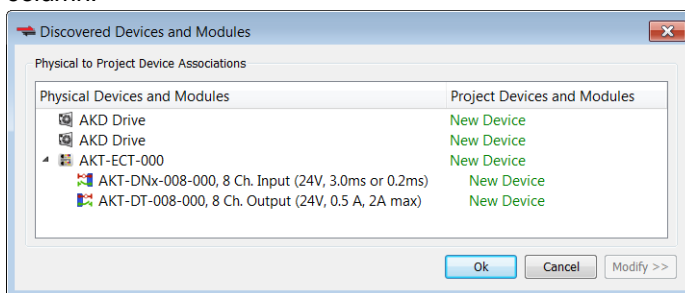 column.
Discovered Devices and Modules
Physical to Project Device Associations
Physical Devices and Modules Project Devices and Modules
AKD Drive New Device
AKD Drive New Device
AKT-ECT-000 New Device
AKT-DNx-008-000, 8 Ch. Input (24V, 3.0ms or 0.2ms) New Device
AKT-DT-008-000, 8 Ch. Output (24V, 0.5 A, 2A max) New Device
Ok Cancel Modify >>